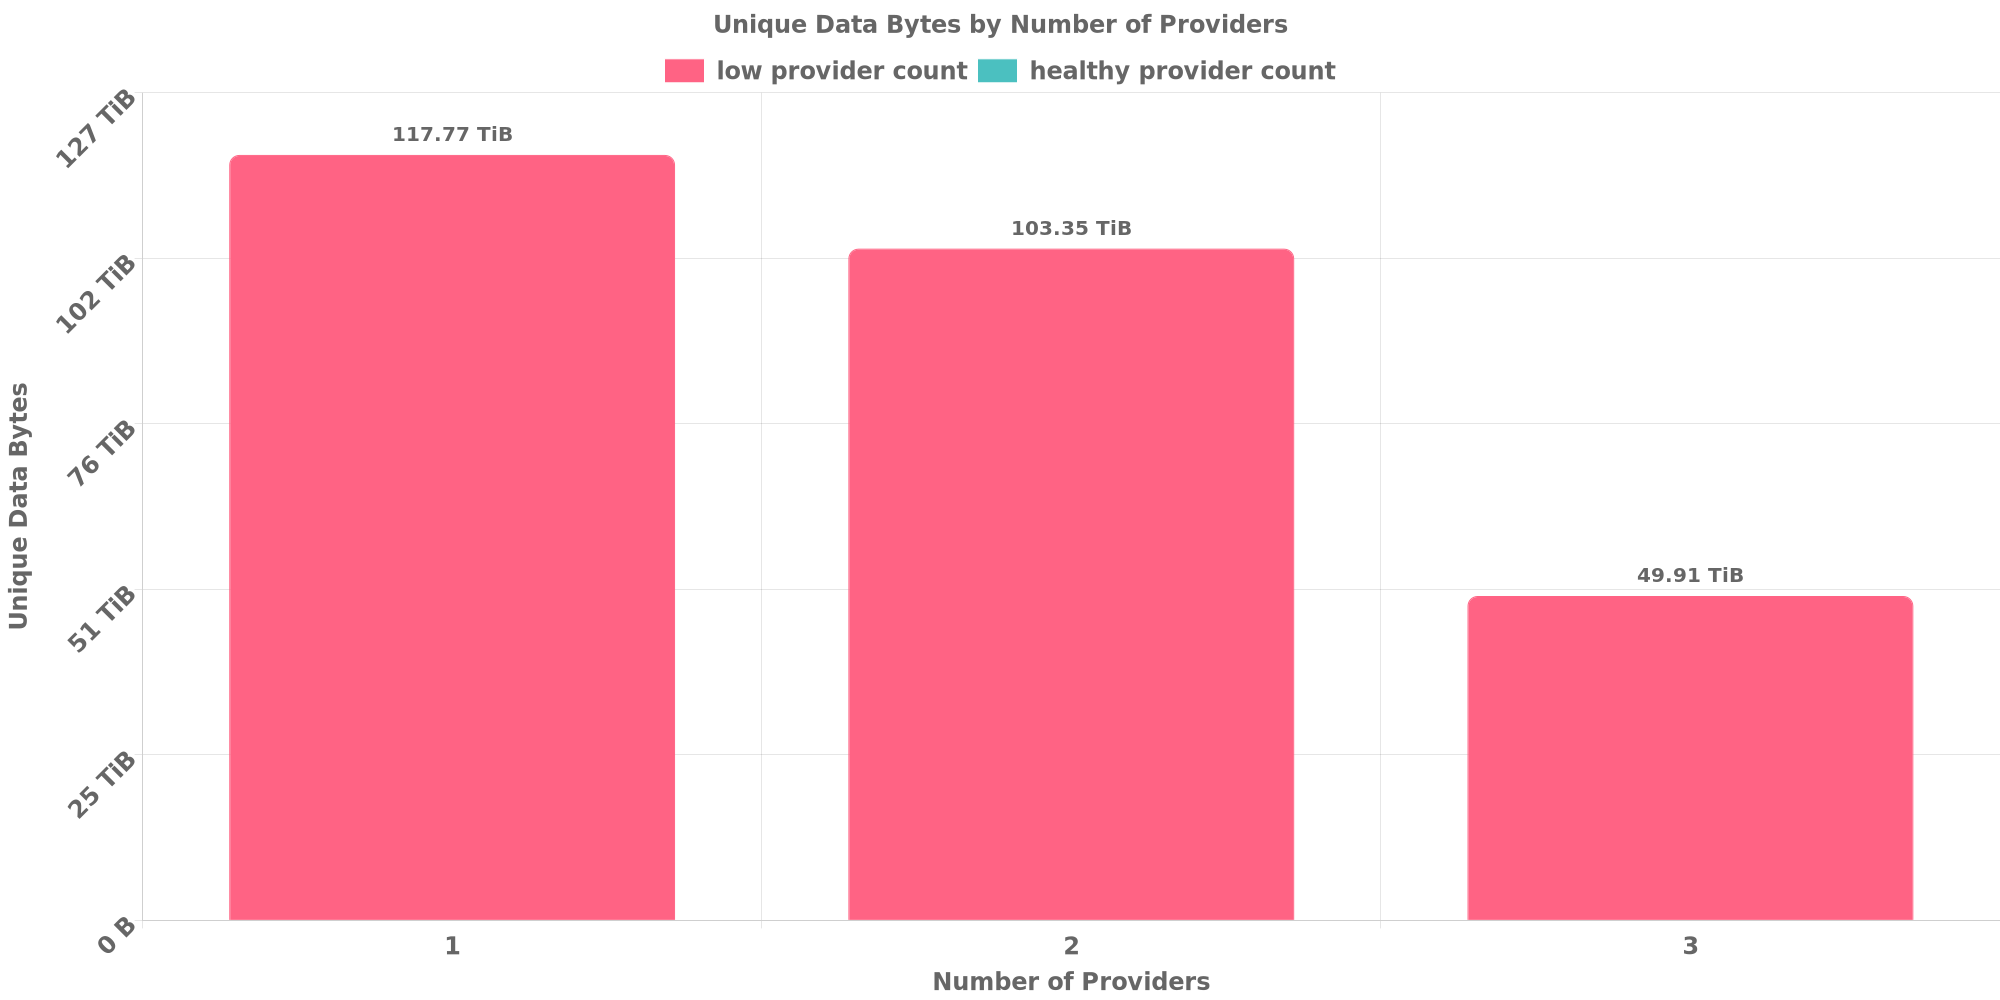 Unique Data Bytes by Number of Providers
low provider count healthy provider count
127 TiB
102 TiB
76 TiB
51 TiB
25 TiB
0 B
Unique Data Bytes
117.77 TiB
103.35 TiB
49.91 TiB
1 2 3
Number of Providers